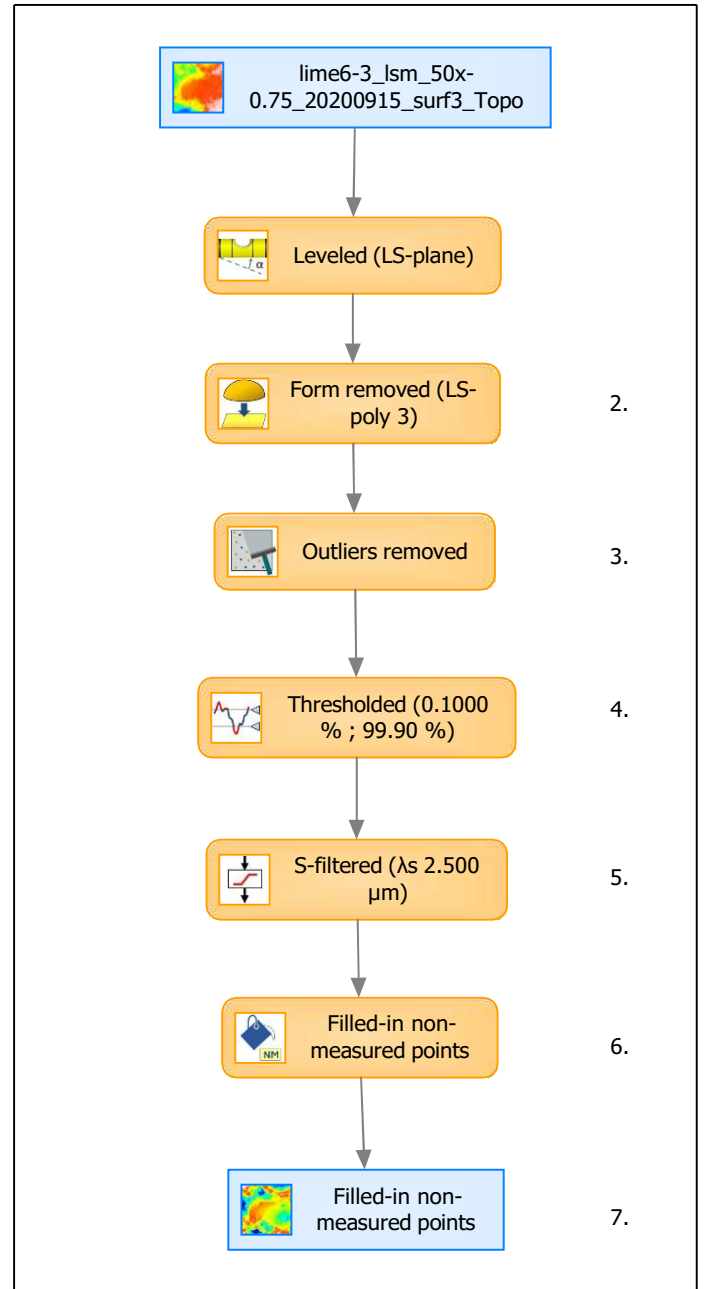 lime6-3_lsm_50x-
0.75_20200915_surf3_Topo
α
Leveled (LS-plane)
Form removed (LS-
poly 3)
2.
Outliers removed
3.
Thresholded (0.1000
% ; 99.90 %)
4.
S-filtered (λs 2.500
µm)
5.
NM
Filled-in non-
measured points
6.
Filled-in non-
measured points
7.